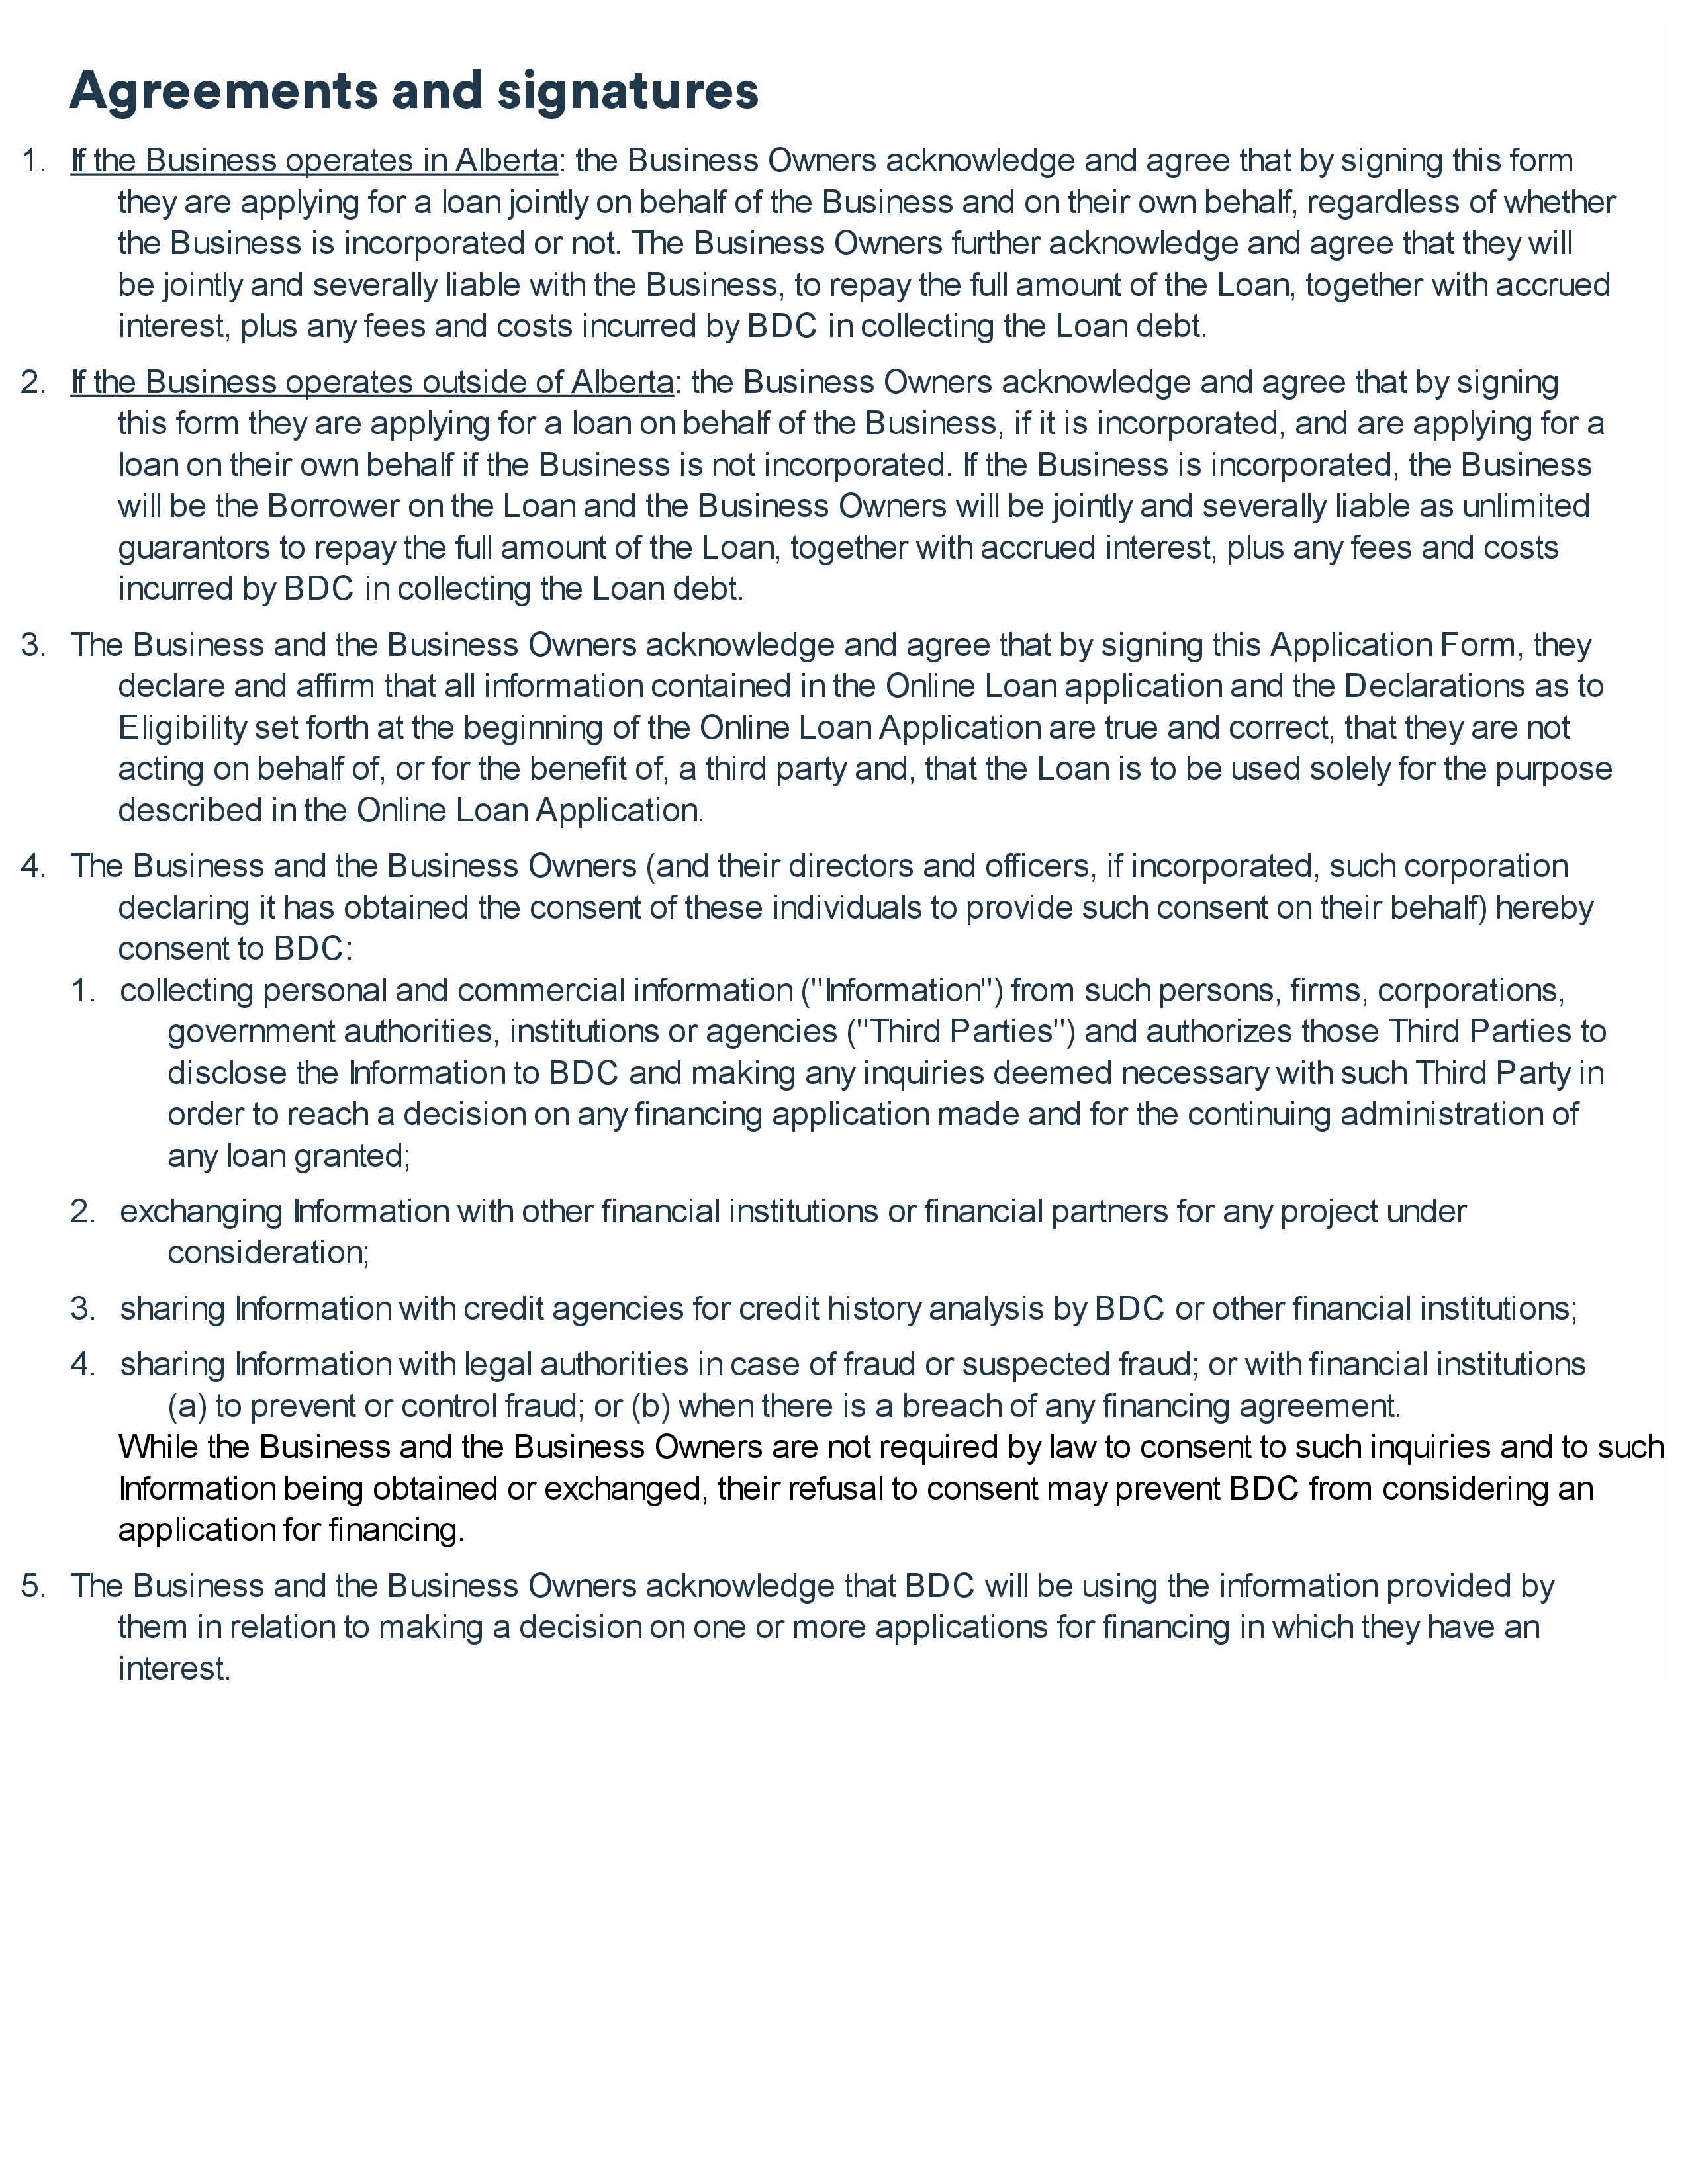 Agreements and signatures
1. If the Business operates in Alberta: the Business Owners acknowledge and agree that by signing this form
they are applying for a loan jointly on behalf of the Business and on their own behalf, regardless of whether
the Business is incorporated or not. The Business Owners further acknowledge and agree that they will
be jointly and severally liable with the Business, to repay the full amount of the Loan, together with accrued
interest, plus any fees and costs incurred by BDC in collecting the Loan debt.
2. If the Business operates outside of Alberta: the Business Owners acknowledge and agree that by signing
this form they are applying for a loan on behalf of the Business, if it is incorporated, and are applying for a
loan on their own behalf if the Business is not incorporated. If the Business is incorporated, the Business
will be the Borrower on the Loan and the Business Owners will be jointly and severally liable as unlimited
guarantors to repay the full amount of the Loan, together with accrued interest, plus any fees and costs
incurred by BDC in collecting the Loan debt.
3. The Business and the Business Owners acknowledge and agree that by signing this Application Form, they
declare and affirm that all information contained in the Online Loan application and the Declarations as to
Eligibility set forth at the beginning of the Online Loan Application are true and correct, that they are not
acting on behalf of, or for the benefit of, a third party and, that the Loan is to be used solely for the purpose
described in the Online Loan Application.
4. The Business and the Business Owners (and their directors and officers, if incorporated, such corporation
declaring it has obtained the consent of these individuals to provide such consent on their behalf) hereby
consent to BDC:
1. collecting personal and commercial information ("Information") from such persons, firms, corporations,
government authorities, institutions or agencies ("Third Parties") and authorizes those Third Parties to
disclose the Information to BDC and making any inquiries deemed necessary with such Third Party in
order to reach a decision on any financing application made and for the continuing administration of
any loan granted;
2. exchanging Information with other financial institutions or financial partners for any project under
consideration;
3. sharing Information with credit agencies for credit history analysis by BDC or other financial institutions;
4. sharing Information with legal authorities in case of fraud or suspected fraud; or with financial institutions
(a) to prevent or control fraud; or (b) when there is a breach of any financing agreement.
While the Business and the Business Owners are not required by law to consent to such inquiries and to such
Information being obtained or exchanged, their refusal to consent may prevent BDC from considering an
application for financing.
5. The Business and the Business Owners acknowledge that BDC will be using the information provided by
them in relation to making a decision on one or more applications for financing in which they have an
interest.